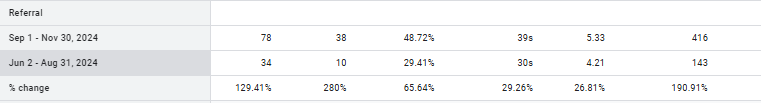 Referral
Sep 1 - Nov 30, 2024 78 38 48.72% 39s 5.33 416
Jun 2 - Aug 31, 2024 34 10 29.41% 30s 4.21 143
% change 129.41% 280% 65.64% 29.26% 26.81% 190.91%